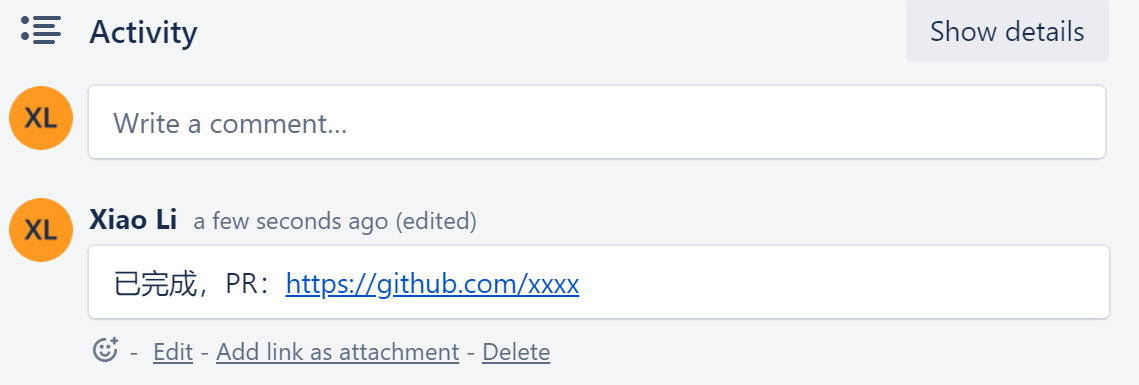 Activity
Show details
XL
Write a comment...
XL
Xiao Li a few seconds ago (edited)
已完成，PR：https://github.com/xxxx
- Edit - Add link as attachment - Delete